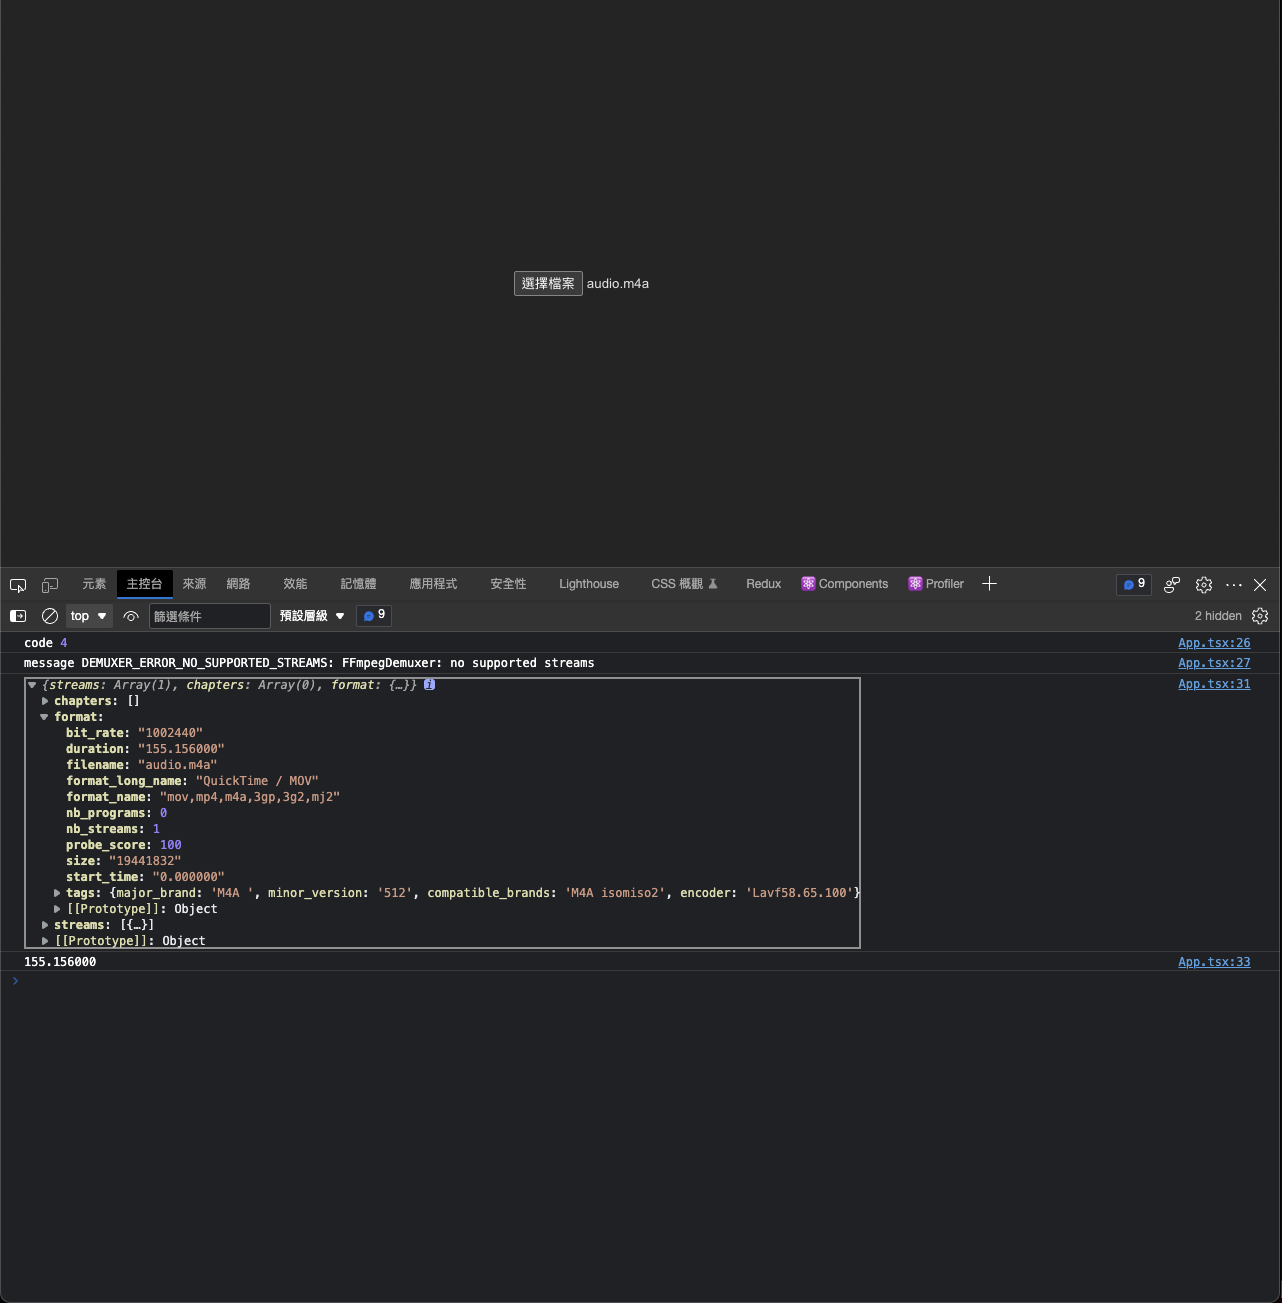 選擇檔案 audio.m4a
元素 主控台 來源 網路 效能 記憶體 應用程式 安全性 Lighthouse CSS 概觀 Redux Components Profiler 9
top 篩選條件 預設層級 9 2 hidden
code 4 App.tsx:26
message DEMUXER_ERROR_NO_SUPPORTED_STREAMS: FFmpegDemuxer: no supported streams App.tsx:27
{streams: Array(1), chapters: Array(0), format: {…}} App.tsx:31
chapters: []
format:
bit_rate: "1002440"
duration: "155.156000"
filename: "audio.m4a"
format_long_name: "QuickTime / MOV"
format_name: "mov,mp4,m4a,3gp,3g2,mj2"
nb_programs: 0
nb_streams: 1
probe_score: 100
size: "19441832"
start_time: "0.000000"
tags: {major_brand: 'M4A ', minor_version: '512', compatible_brands: 'M4A isomiso2', encoder: 'Lavf58.65.100'}
[[Prototype]]: Object
streams: [{…}]
[[Prototype]]: Object
155.156000 App.tsx:33